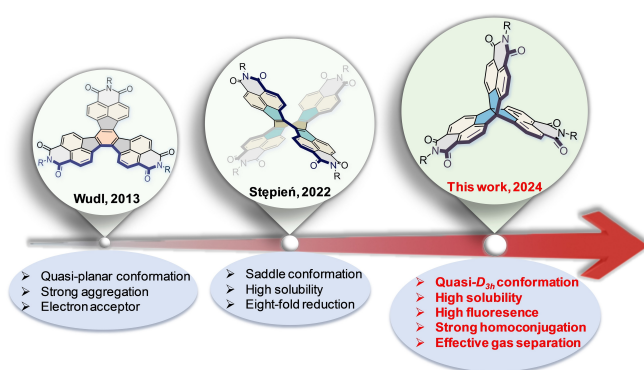 R
O N O
O
R N
O
O
N R
O
Wudl, 2013
R
O N O
O
N
R
O
O
R N
O
N O
R
Stępień, 2022
R
O N O
O
N
R
O
O
N R
O
This work, 2024
➢ Quasi-planar conformation
➢ Strong aggregation
➢ Electron acceptor
➢ Saddle conformation
➢ High solubility
➢ Eight-fold reduction
➢ Quasi-D3h conformation
➢ High solubility
➢ High fluoresence
➢ Strong homoconjugation
➢ Effective gas separation